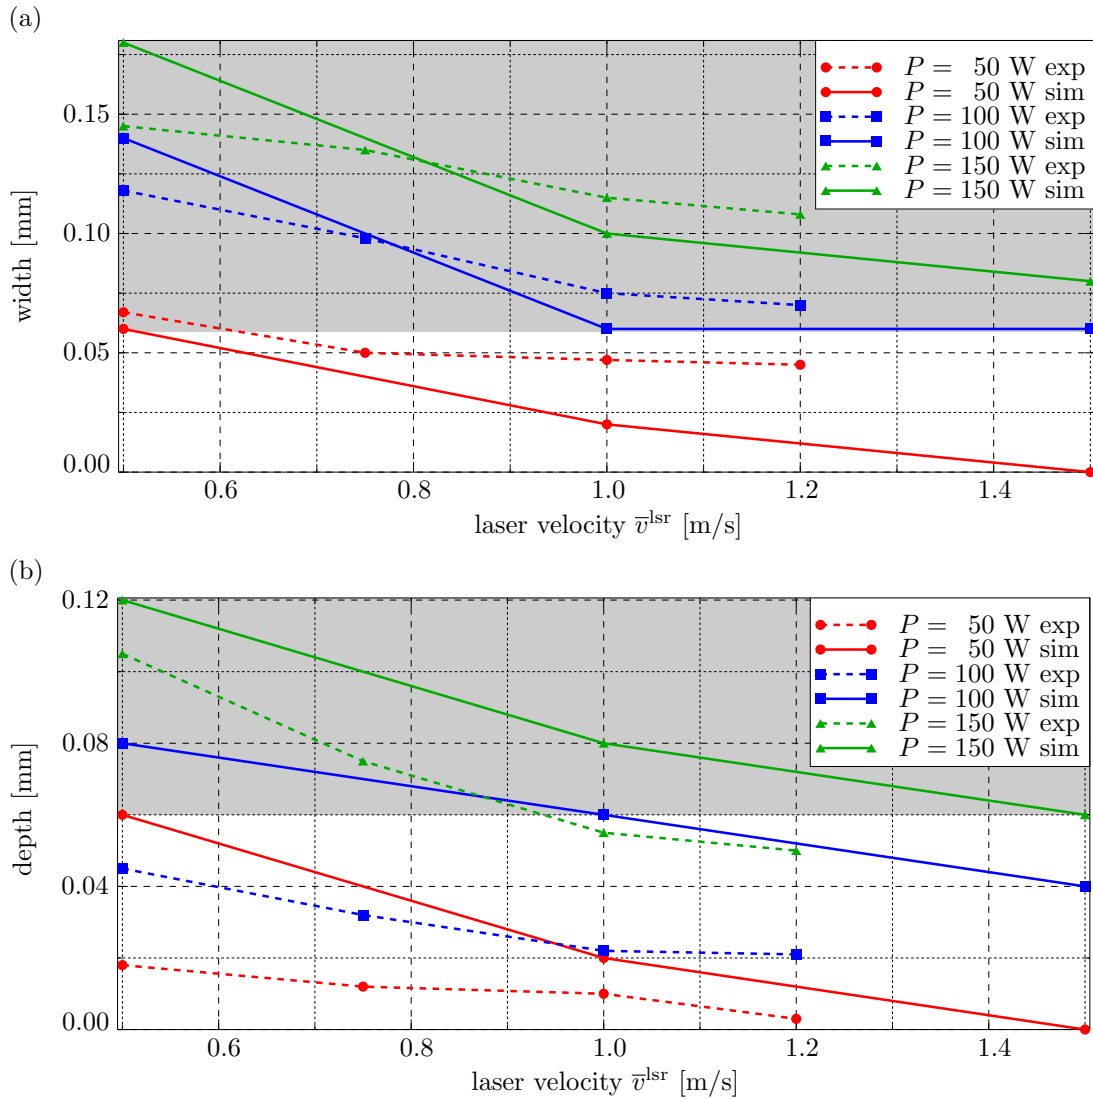 (a)
P = 50 W exp
P = 50 W sim
P = 100 W exp
P = 100 W sim
P = 150 W exp
P = 150 W sim
0.15
0.10
0.05
0.00
width [mm]
0.6 0.8 1.0 1.2 1.4
laser velocity v̅ˡˢʳ [m/s]
(b)
P = 50 W exp
P = 50 W sim
P = 100 W exp
P = 100 W sim
P = 150 W exp
P = 150 W sim
0.12
0.08
0.04
0.00
depth [mm]
0.6 0.8 1.0 1.2 1.4
laser velocity v̅ˡˢʳ [m/s]